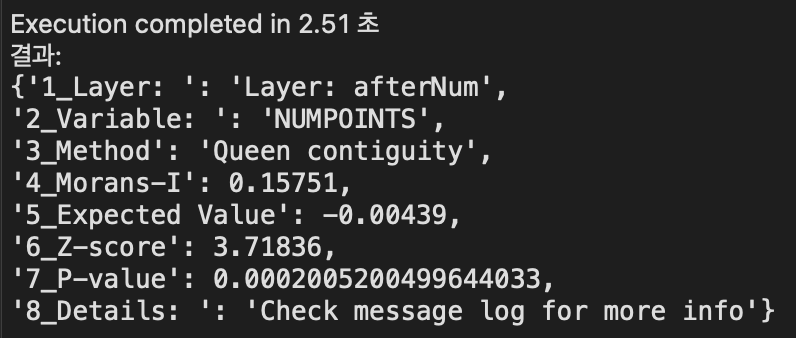 Execution completed in 2.51 초
결과:
{'1_Layer: ': 'Layer: afterNum',
'2_Variable: ': 'NUMPOINTS',
'3_Method': 'Queen contiguity',
'4_Morans-I': 0.15751,
'5_Expected Value': -0.00439,
'6_Z-score': 3.71836,
'7_P-value': 0.0002005200499644033,
'8_Details: ': 'Check message log for more info'}